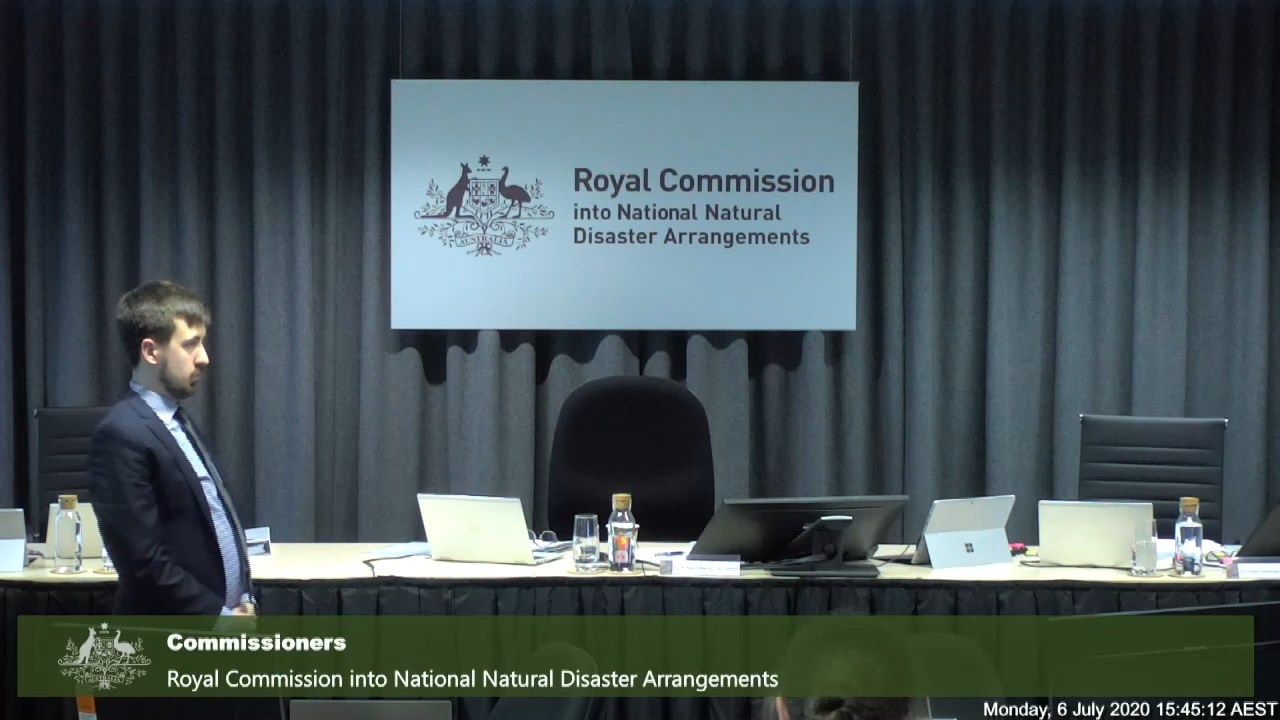 Royal Commission
into National Natural
Disaster Arrangements
AUSTRALIA
Commissioners
Royal Commission into National Natural Disaster Arrangements
Monday, 6 July 2020 15:45:12 AEST